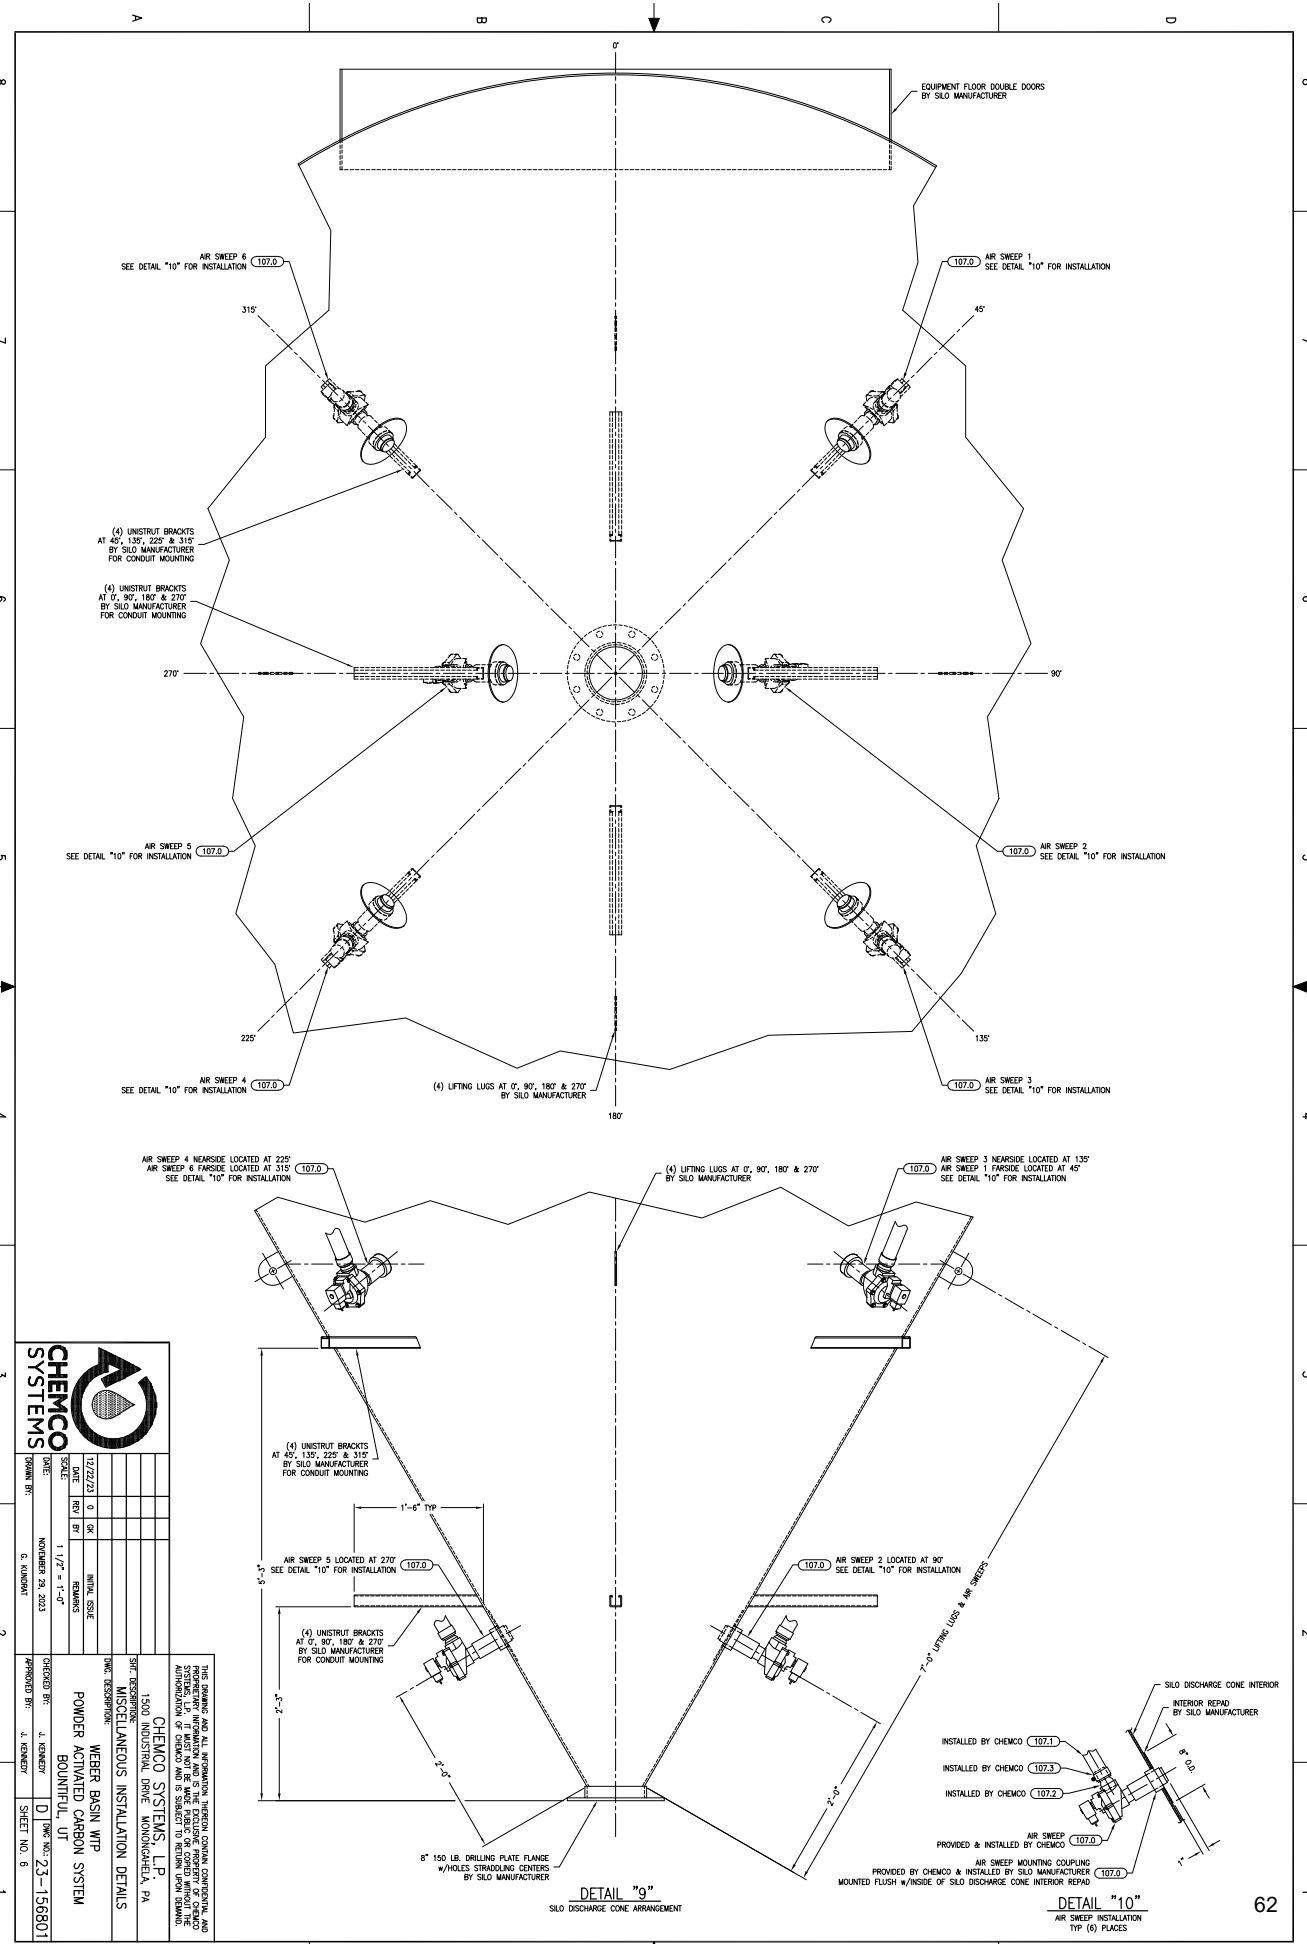 A
B
C
D
8
8
0°
EQUIPMENT FLOOR DOUBLE DOORS
BY SILO MANUFACTURER
AIR SWEEP 6
SEE DETAIL "10" FOR INSTALLATION
107.0
107.0
AIR SWEEP 1
SEE DETAIL "10" FOR INSTALLATION
315°
45°
7
7
(4) UNISTRUT BRACKTS
AT 45°, 135°, 225° & 315°
BY SILO MANUFACTURER
FOR CONDUIT MOUNTING
(4) UNISTRUT BRACKTS
AT 0°, 90°, 180° & 270°
BY SILO MANUFACTURER
FOR CONDUIT MOUNTING
6
6
270°
90°
AIR SWEEP 5
SEE DETAIL "10" FOR INSTALLATION
107.0
107.0
AIR SWEEP 2
SEE DETAIL "10" FOR INSTALLATION
5
5
225°
135°
AIR SWEEP 4
SEE DETAIL "10" FOR INSTALLATION
107.0
(4) LIFTING LUGS AT 0°, 90°, 180° & 270°
BY SILO MANUFACTURER
107.0
AIR SWEEP 3
SEE DETAIL "10" FOR INSTALLATION
180°
4
4
AIR SWEEP 4 NEARSIDE LOCATED AT 225°
AIR SWEEP 6 FARSIDE LOCATED AT 315°
SEE DETAIL "10" FOR INSTALLATION
107.0
(4) LIFTING LUGS AT 0°, 90°, 180° & 270°
BY SILO MANUFACTURER
107.0
AIR SWEEP 3 NEARSIDE LOCATED AT 135°
AIR SWEEP 1 FARSIDE LOCATED AT 45°
SEE DETAIL "10" FOR INSTALLATION
3
3
(4) UNISTRUT BRACKTS
AT 45°, 135°, 225° & 315°
BY SILO MANUFACTURER
FOR CONDUIT MOUNTING
1'-6" TYP
5'-3"
AIR SWEEP 5 LOCATED AT 270°
SEE DETAIL "10" FOR INSTALLATION
107.0
107.0
AIR SWEEP 2 LOCATED AT 90°
SEE DETAIL "10" FOR INSTALLATION
7'-0" LIFTING LUGS & AIR SWEEPS
(4) UNISTRUT BRACKTS
AT 0°, 90°, 180° & 270°
BY SILO MANUFACTURER
FOR CONDUIT MOUNTING
2
2
2'-3"
2'-0"
2'-0"
8" 150 LB. DRILLING PLATE FLANGE
w/HOLES STRADDLING CENTERS
BY SILO MANUFACTURER
DETAIL "9"
SILO DISCHARGE CONE ARRANGEMENT
SILO DISCHARGE CONE INTERIOR
INTERIOR REPAD
BY SILO MANUFACTURER
8" O.D.
INSTALLED BY CHEMCO 107.1
INSTALLED BY CHEMCO 107.3
INSTALLED BY CHEMCO 107.2
AIR SWEEP
PROVIDED & INSTALLED BY CHEMCO
107.0
AIR SWEEP MOUNTING COUPLING
PROVIDED BY CHEMCO & INSTALLED BY SILO MANUFACTURER
MOUNTED FLUSH w/INSIDE OF SILO DISCHARGE CONE INTERIOR REPAD
107.0
1"
DETAIL "10"
AIR SWEEP INSTALLATION
TYP (6) PLACES
1
1
62
CHEMCO
SYSTEMS
12/22/23 0 GK INITIAL ISSUE
DATE REV BY REMARKS
SCALE: 1 1/2" = 1'-0"
DATE: NOVEMBER 29, 2023
DRAWN BY: G. KUNDRAT
THIS DRAWING AND ALL INFORMATION THEREON CONTAIN CONFIDENTIAL AND
PROPRIETARY INFORMATION AND IS THE EXCLUSIVE PROPERTY OF CHEMCO
SYSTEMS, L.P. IT MUST NOT BE MADE PUBLIC OR COPIED WITHOUT THE
AUTHORIZATION OF CHEMCO AND IS SUBJECT TO RETURN UPON DEMAND.
CHEMCO SYSTEMS, L.P.
1500 INDUSTRIAL DRIVE MONONGAHELA, PA
SHT. DESCRIPTION:
MISCELLANEOUS INSTALLATION DETAILS
DWG. DESCRIPTION:
WEBER BASIN WTP
POWDER ACTIVATED CARBON SYSTEM
BOUNTIFUL, UT
CHECKED BY: J. KENNEDY
D DWG NO.: 23-156801
APPROVED BY: J. KENNEDY
SHEET NO. 6